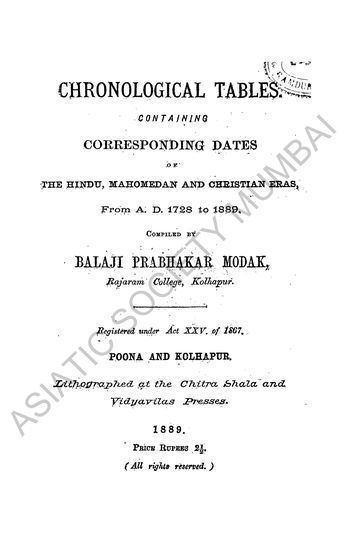 CHRONOLOGICAL TABLES.
CONTAINING
CORRESPONDING DATES
OF
THE HINDU, MAHOMEDAN AND CHRISTIAN ERAS,
From A. D. 1728 to 1889.
COMPILED BY
BALAJI PRABHAKAR MODAK,
Rajaram College, Kolhapur.
Registered under Act XXV. of 1867.
POONA AND KOLHAPUR.
Lithographed at the Chitra Shala and
Vidyavilas Presses.
1889.
PRICE RUPEES 2½.
(All rights reserved.)
ASIATIC SOCIETY MUMBAI